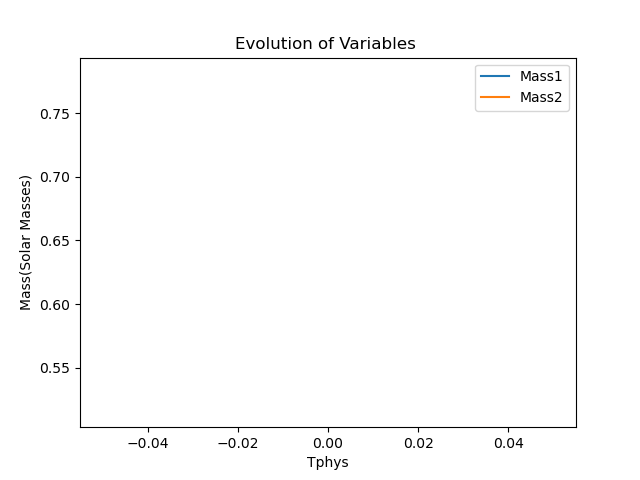 Evolution of Variables
Mass1
Mass2
Mass(Solar Masses)
0.75
0.70
0.65
0.60
0.55
−0.04
−0.02
0.00
0.02
0.04
Tphys